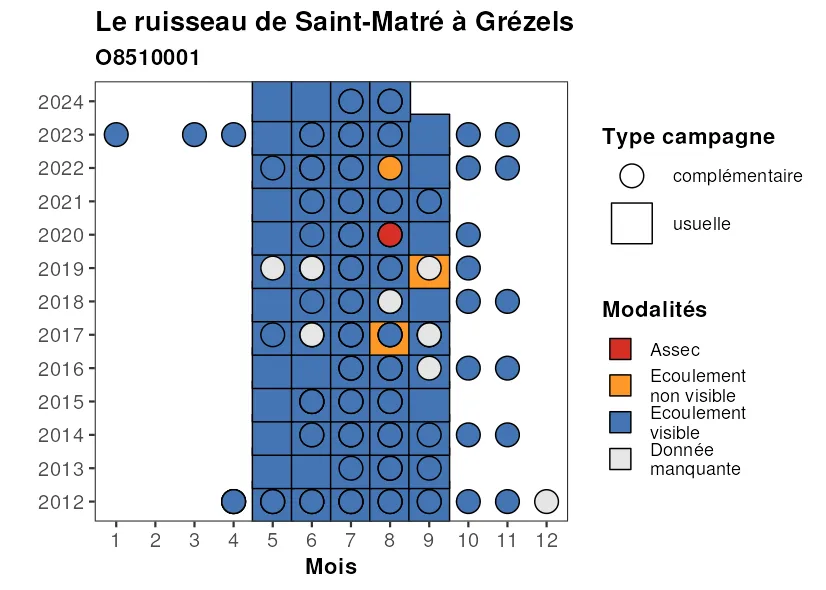 Le ruisseau de Saint-Matré à Grézels
O8510001
2024
2023
2022
2021
2020
2019
2018
2017
2016
2015
2014
2013
2012
1 2 3 4 5 6 7 8 9 10 11 12
Mois
Type campagne
complémentaire
usuelle
Modalités
Assec
Ecoulement
non visible
Ecoulement
visible
Donnée
manquante